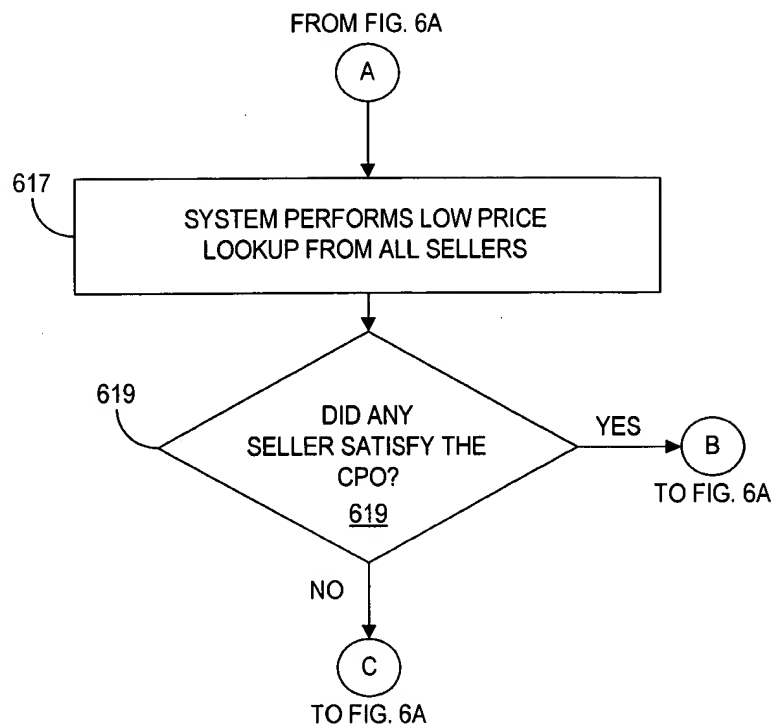 FROM FIG. 6A
A
617
SYSTEM PERFORMS LOW PRICE
LOOKUP FROM ALL SELLERS
619
DID ANY
SELLER SATISFY THE
CPO?
619
YES
B
TO FIG. 6A
NO
C
TO FIG. 6A